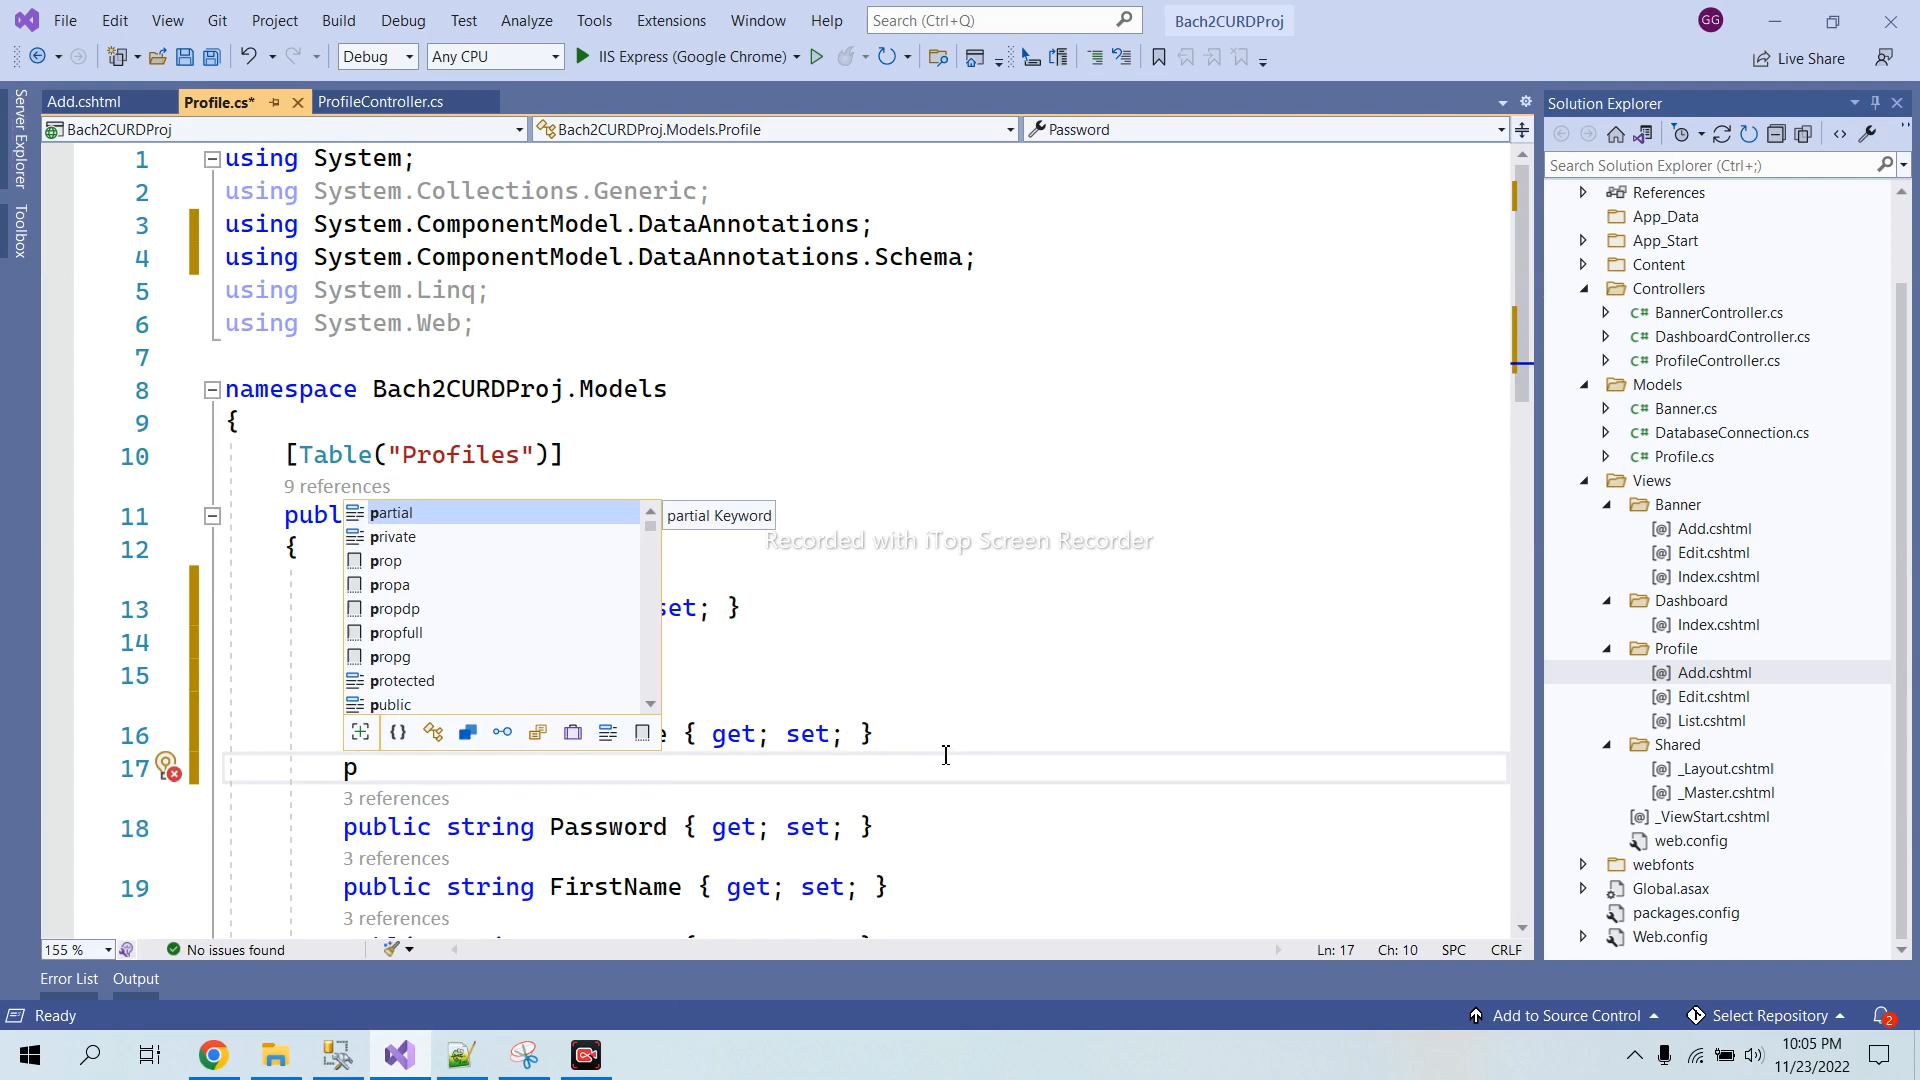 File Edit View Git Project Build Debug Test Analyze Tools Extensions Window Help Search (Ctrl+Q) Bach2CURDProj GG
Debug Any CPU IIS Express (Google Chrome) Live Share
Server Explorer
Toolbox
Add.cshtml Profile.cs* ProfileController.cs
Bach2CURDProj Bach2CURDProj.Models.Profile Password
1 using System;
2 using System.Collections.Generic;
3 using System.ComponentModel.DataAnnotations;
4 using System.ComponentModel.DataAnnotations.Schema;
5 using System.Linq;
6 using System.Web;
7
8 namespace Bach2CURDProj.Models
9 {
10 [Table("Profiles")]
9 references
11 publ
12 {
13 set; }
14
15
16 e { get; set; }
17 p
3 references
18 public string Password { get; set; }
3 references
19 public string FirstName { get; set; }
3 references
partial
private
prop
propa
propdp
propfull
propg
protected
public
partial Keyword
Recorded with iTop Screen Recorder
155 % No issues found Ln: 17 Ch: 10 SPC CRLF
Error List Output
Solution Explorer
Search Solution Explorer (Ctrl+;)
References
App_Data
App_Start
Content
Controllers
C# BannerController.cs
C# DashboardController.cs
C# ProfileController.cs
Models
C# Banner.cs
C# DatabaseConnection.cs
C# Profile.cs
Views
Banner
[@] Add.cshtml
[@] Edit.cshtml
[@] Index.cshtml
Dashboard
[@] Index.cshtml
Profile
[@] Add.cshtml
[@] Edit.cshtml
[@] List.cshtml
Shared
[@] _Layout.cshtml
[@] _Master.cshtml
[@] _ViewStart.cshtml
web.config
webfonts
Global.asax
packages.config
Web.config
Ready Add to Source Control Select Repository 2
10:05 PM
11/23/2022